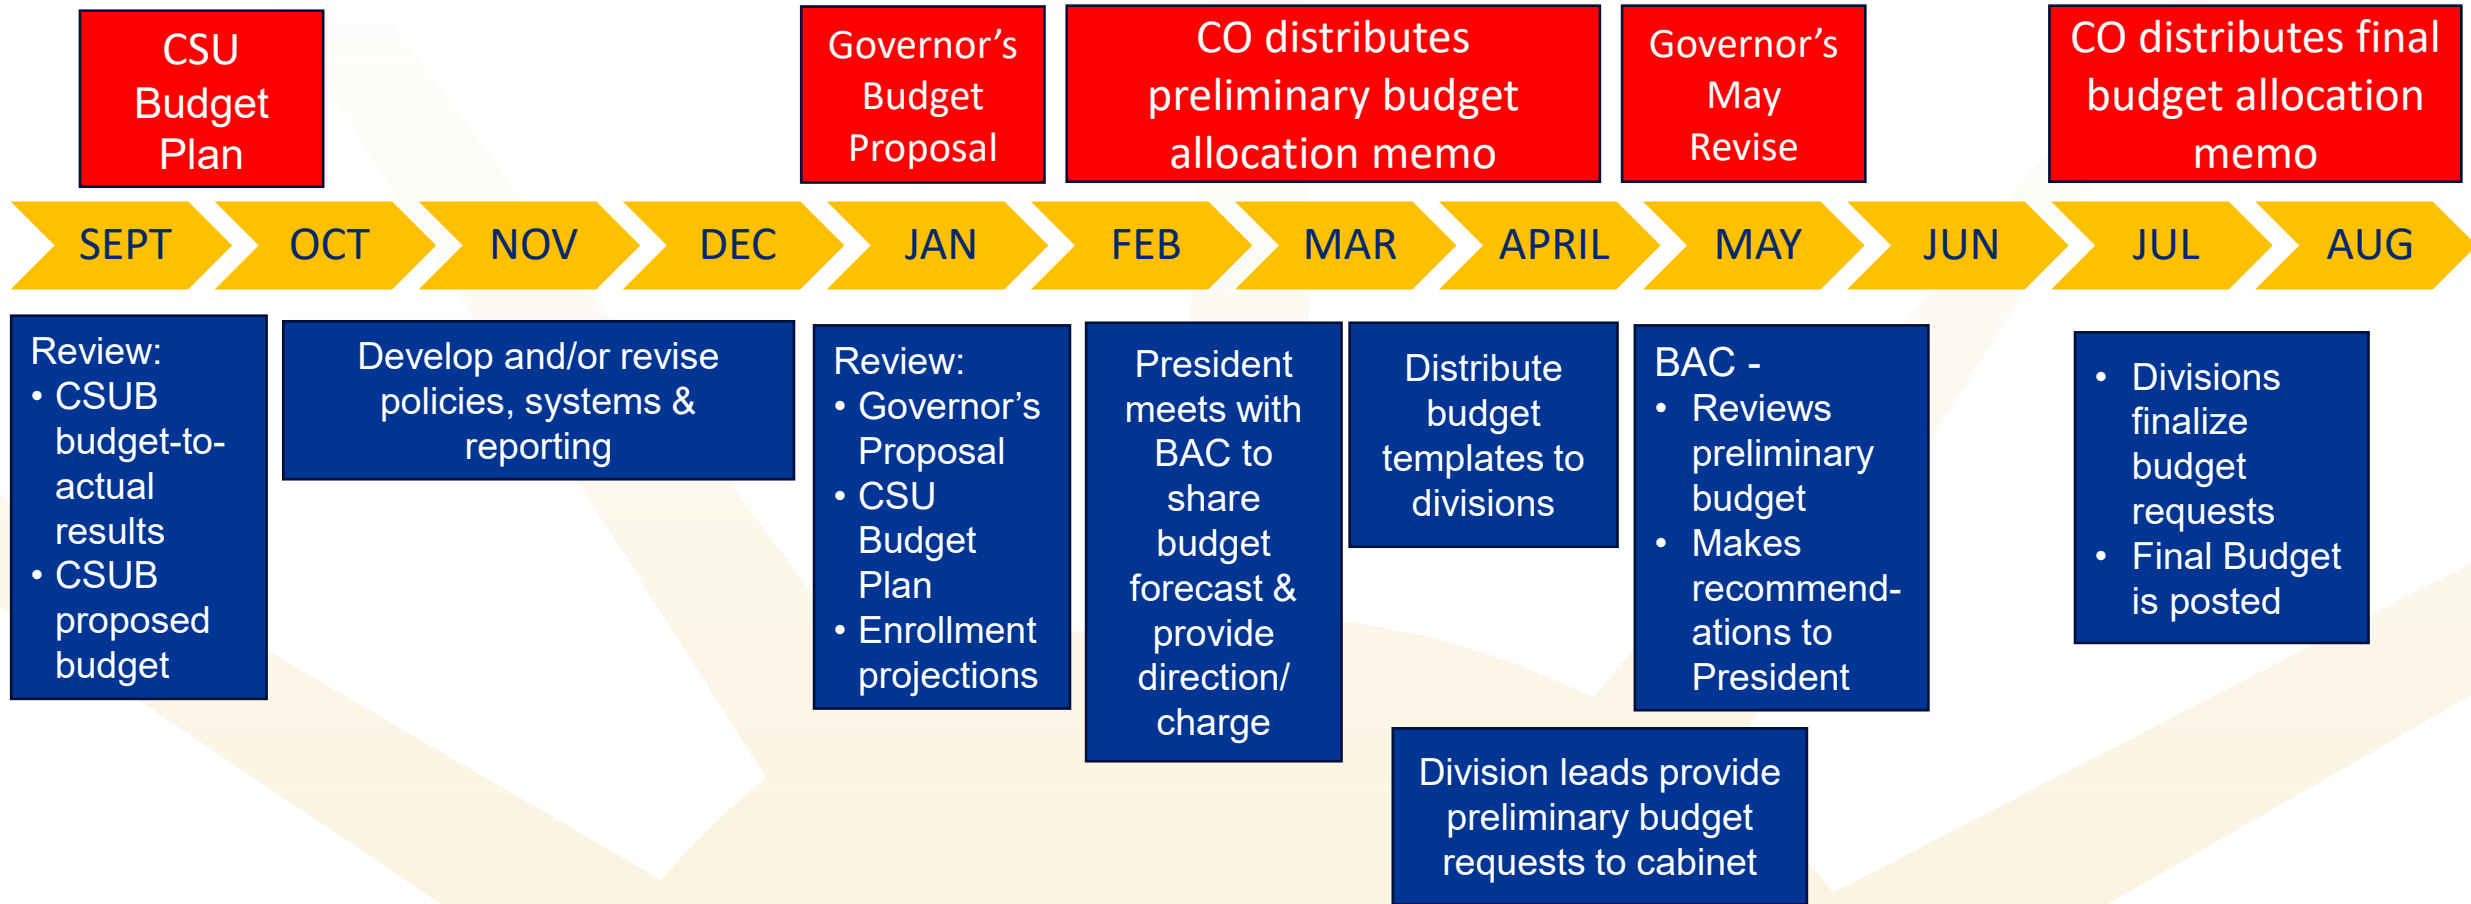 CSU
Budget
Plan
Governor’s
Budget
Proposal
CO distributes
preliminary budget
allocation memo
Governor’s
May
Revise
CO distributes final
budget allocation
memo
SEPT
OCT
NOV
DEC
JAN
FEB
MAR
APRIL
MAY
JUN
JUL
AUG
Review:
• CSUB
budget-to-
actual
results
• CSUB
proposed
budget
Develop and/or revise
policies, systems &
reporting
Review:
• Governor’s
Proposal
• CSU
Budget
Plan
• Enrollment
projections
President
meets with
BAC to
share
budget
forecast &
provide
direction/
charge
Distribute
budget
templates to
divisions
BAC -
• Reviews
preliminary
budget
• Makes
recommend-
ations to
President
Division leads provide
preliminary budget
requests to cabinet
• Divisions
finalize
budget
requests
• Final Budget
is posted